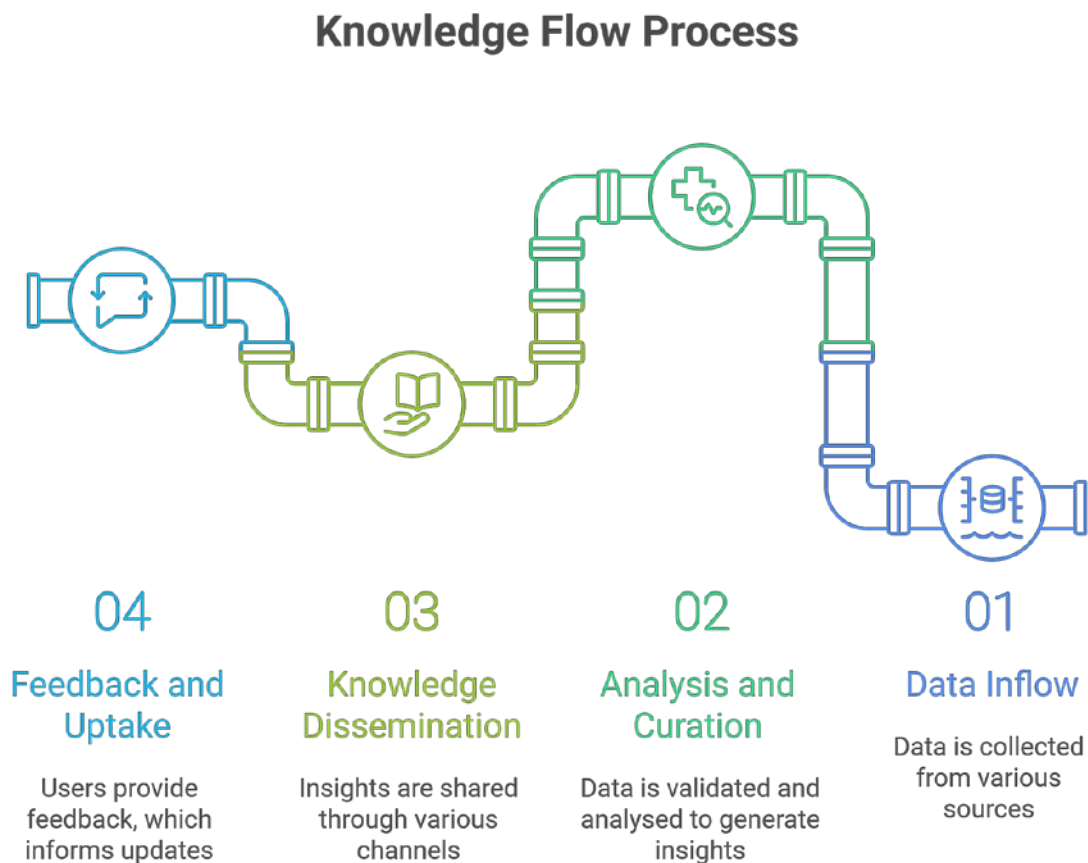 Knowledge Flow Process
04
Feedback and
Uptake
Users provide
feedback, which
informs updates
03
Knowledge
Dissemination
Insights are shared
through various
channels
02
Analysis and
Curation
Data is validated and
analysed to generate
insights
01
Data Inflow
Data is collected
from various
sources